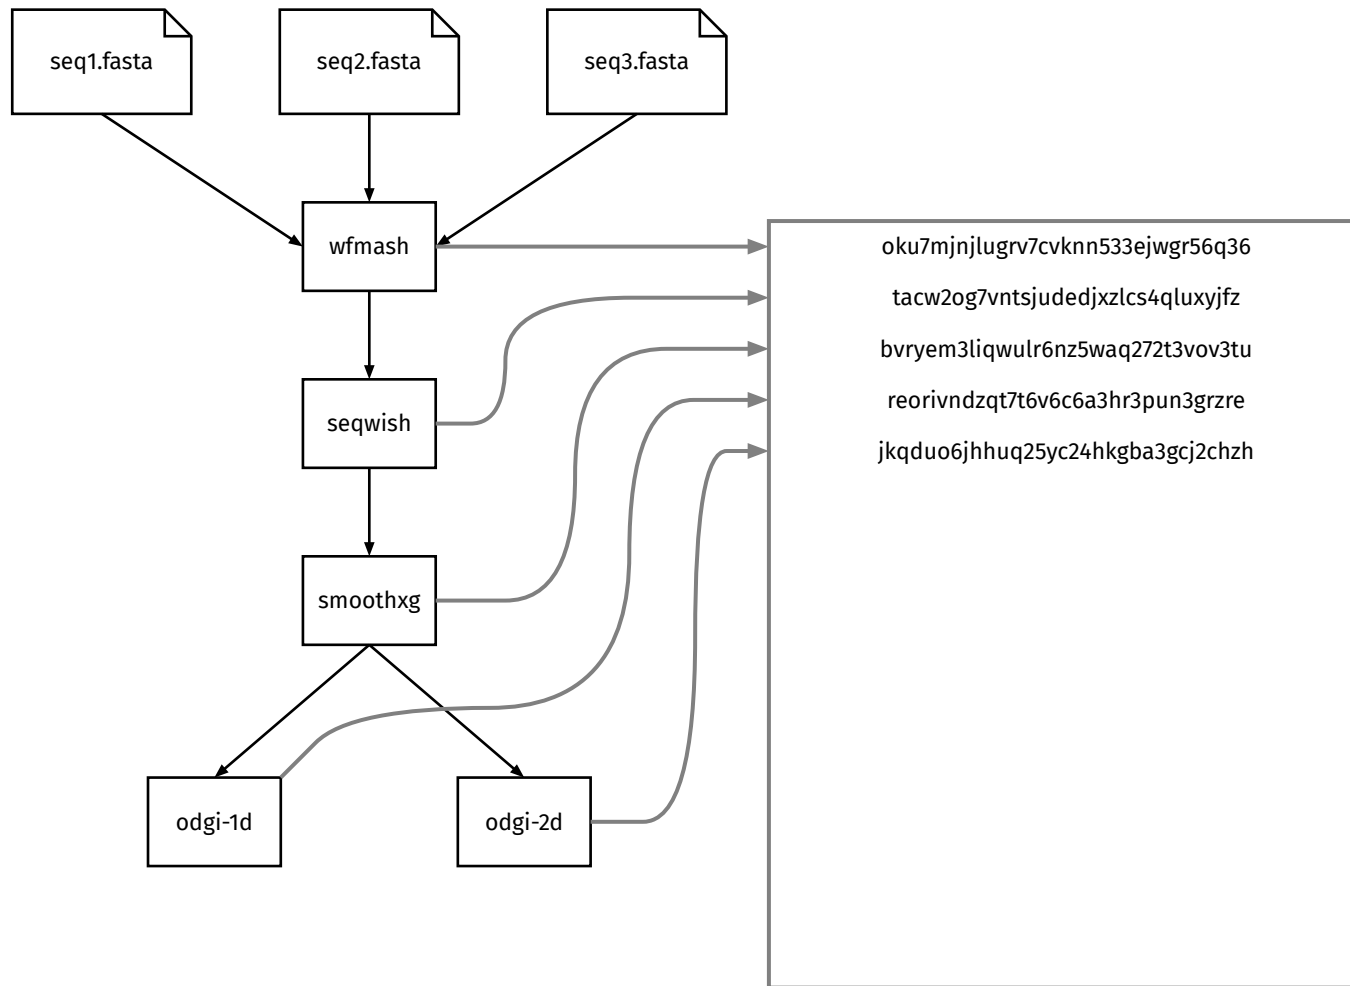 seq1.fasta
seq2.fasta
seq3.fasta
wfmash
oku7mjnjlugrv7cvknn533ejwgr56q36
tacw2og7vntsjudedjxzlcs4qluxyjfz
bvryem3liqwulr6nz5waq272t3vov3tu
reorivndzqt7t6v6c6a3hr3pun3grzre
seqwish
jkqduo6jhhuq25yc24hkgba3gcj2chzh
smoothxg
odgi-1d
odgi-2d